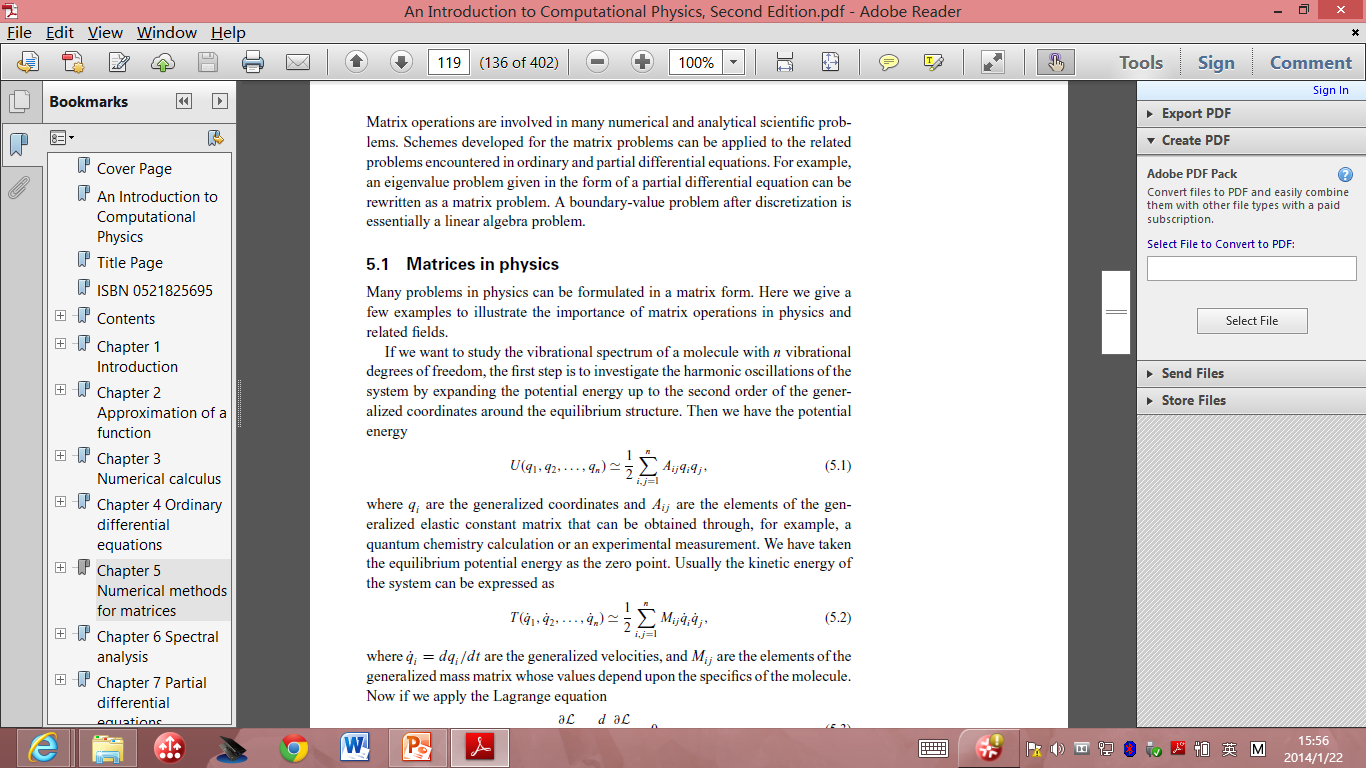 An Introduction to Computational Physics, Second Edition.pdf - Adobe Reader
File Edit View Window Help
119 (136 of 402) 100% Tools Sign Comment
Sign In
Bookmarks
Cover Page
An Introduction to
Computational
Physics
Title Page
ISBN 0521825695
Contents
Chapter 1
Introduction
Chapter 2
Approximation of a
function
Chapter 3
Numerical calculus
Chapter 4 Ordinary
differential
equations
Chapter 5
Numerical methods
for matrices
Chapter 6 Spectral
analysis
Chapter 7 Partial
differential
equations
Matrix operations are involved in many numerical and analytical scientific prob-
lems. Schemes developed for the matrix problems can be applied to the related
problems encountered in ordinary and partial differential equations. For example,
an eigenvalue problem given in the form of a partial differential equation can be
rewritten as a matrix problem. A boundary-value problem after discretization is
essentially a linear algebra problem.
5.1 Matrices in physics
Many problems in physics can be formulated in a matrix form. Here we give a
few examples to illustrate the importance of matrix operations in physics and
related fields.
If we want to study the vibrational spectrum of a molecule with n vibrational
degrees of freedom, the first step is to investigate the harmonic oscillations of the
system by expanding the potential energy up to the second order of the gener-
alized coordinates around the equilibrium structure. Then we have the potential
energy
U(q₁, q₂, . . . , qₙ) ≃ 1/2 ∑ⁿᵢ,ⱼ₌₁ Aᵢⱼqᵢqⱼ, (5.1)
where qᵢ are the generalized coordinates and Aᵢⱼ are the elements of the gen-
eralized elastic constant matrix that can be obtained through, for example, a
quantum chemistry calculation or an experimental measurement. We have taken
the equilibrium potential energy as the zero point. Usually the kinetic energy of
the system can be expressed as
T(q̇₁, q̇₂, . . . , q̇ₙ) ≃ 1/2 ∑ⁿᵢ,ⱼ₌₁ Mᵢⱼq̇ᵢq̇ⱼ, (5.2)
where q̇ᵢ = dqᵢ/dt are the generalized velocities, and Mᵢⱼ are the elements of the
generalized mass matrix whose values depend upon the specifics of the molecule.
Now if we apply the Lagrange equation
∂ℒ d ∂ℒ
Export PDF
Create PDF
Adobe PDF Pack
Convert files to PDF and easily combine
them with other file types with a paid
subscription.
Select File to Convert to PDF:
Select File
Send Files
Store Files
英 M
15:56
2014/1/22